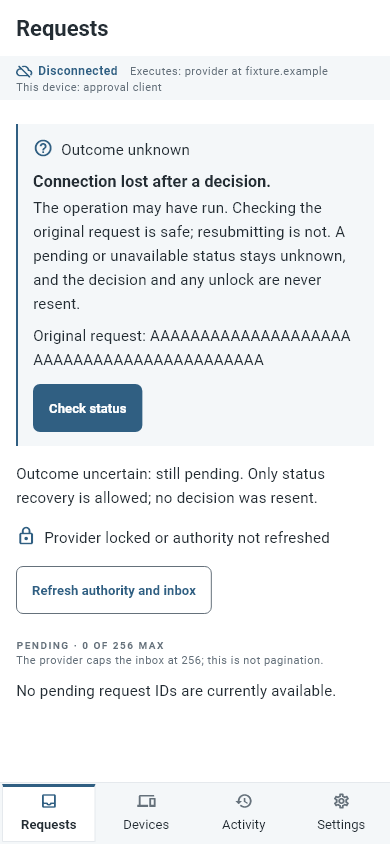 Requests
Disconnected Executes: provider at fixture.example
This device: approval client
Outcome unknown
Connection lost after a decision.
The operation may have run. Checking the
original request is safe; resubmitting is not. A
pending or unavailable status stays unknown,
and the decision and any unlock are never
resent.
Original request: AAAAAAAAAAAAAAAAAAAA
AAAAAAAAAAAAAAAAAAAAAAA
Check status
Outcome uncertain: still pending. Only status
recovery is allowed; no decision was resent.
Provider locked or authority not refreshed
Refresh authority and inbox
PENDING · 0 OF 256 MAX
The provider caps the inbox at 256; this is not pagination.
No pending request IDs are currently available.
Requests Devices Activity Settings